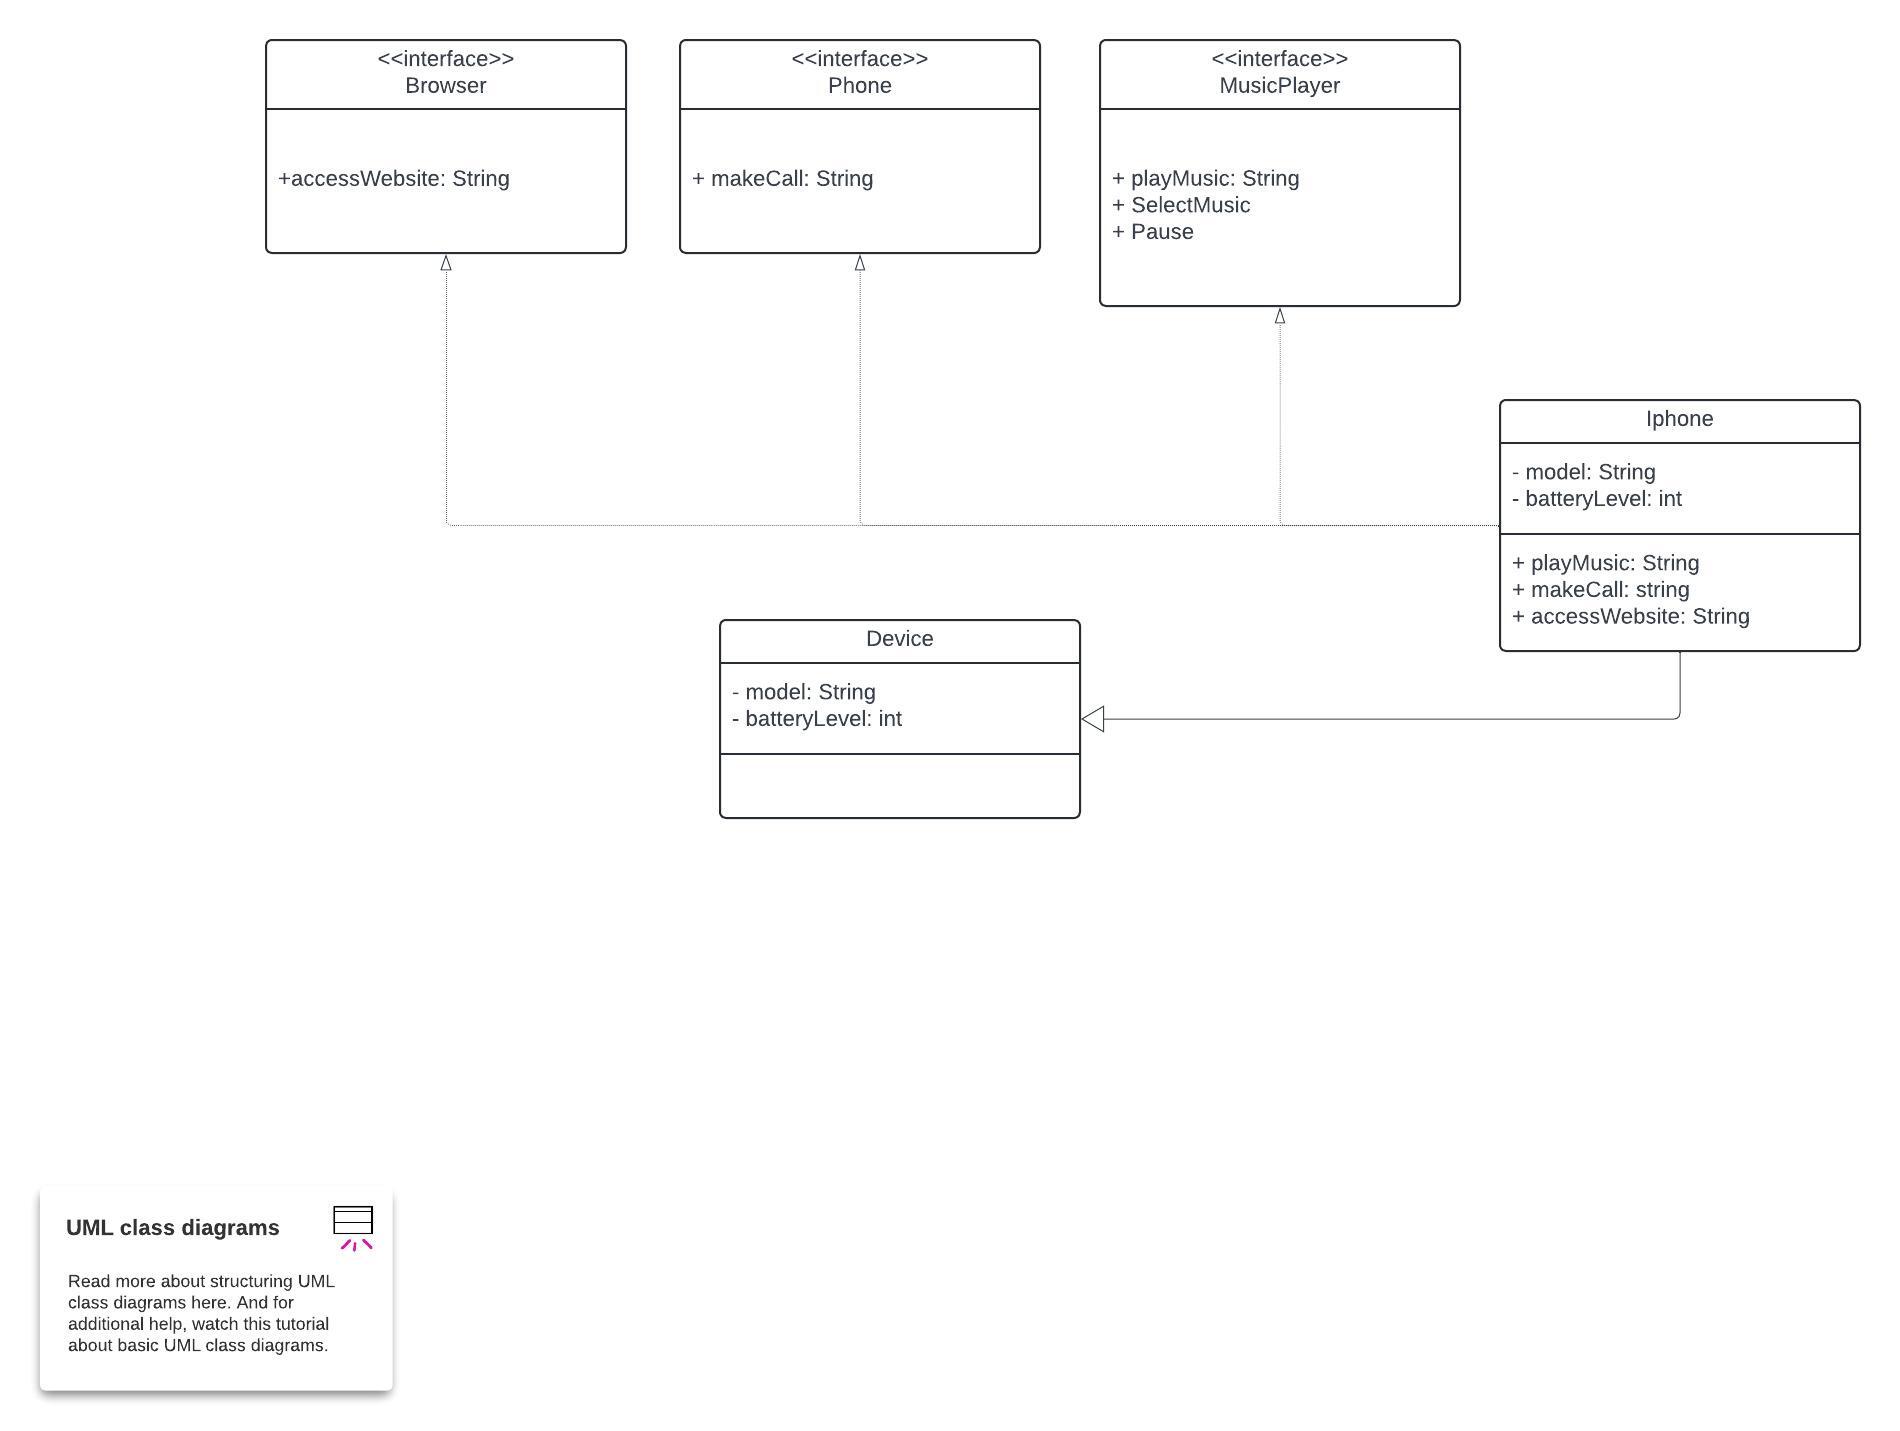 <<interface>>
Browser
+accessWebsite: String
<<interface>>
Phone
+ makeCall: String
<<interface>>
MusicPlayer
+ playMusic: String
+ SelectMusic
+ Pause
Iphone
- model: String
- batteryLevel: int
+ playMusic: String
+ makeCall: string
+ accessWebsite: String
Device
- model: String
- batteryLevel: int
UML class diagrams
Read more about structuring UML
class diagrams here. And for
additional help, watch this tutorial
about basic UML class diagrams.